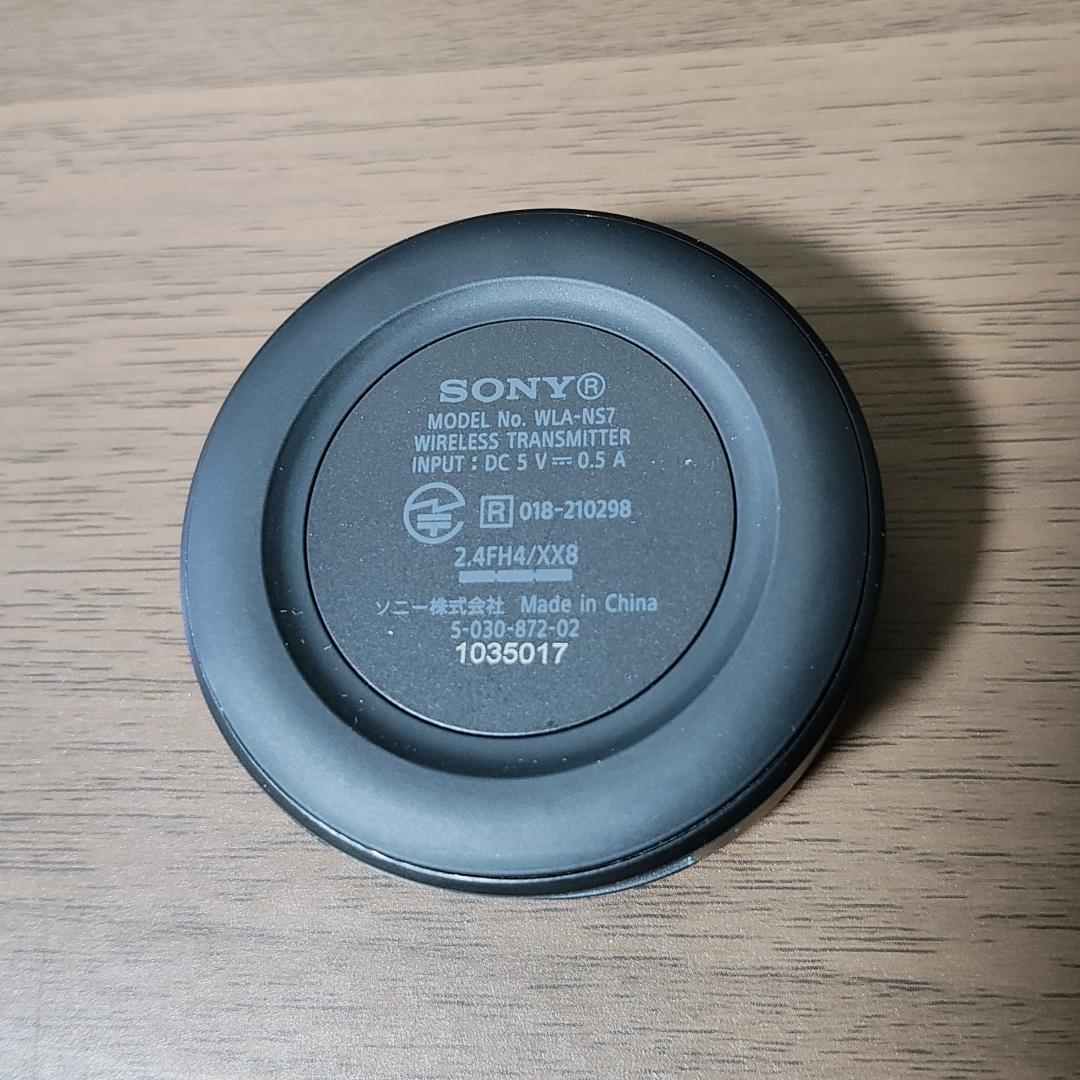 SONY®
MODEL No. WLA-NS7
WIRELESS TRANSMITTER
INPUT : DC 5 V⎓ 0.5 A
R 018-210298
2.4FH4/XX8
ソニー株式会社 Made in China
5-030-872-02
1035017